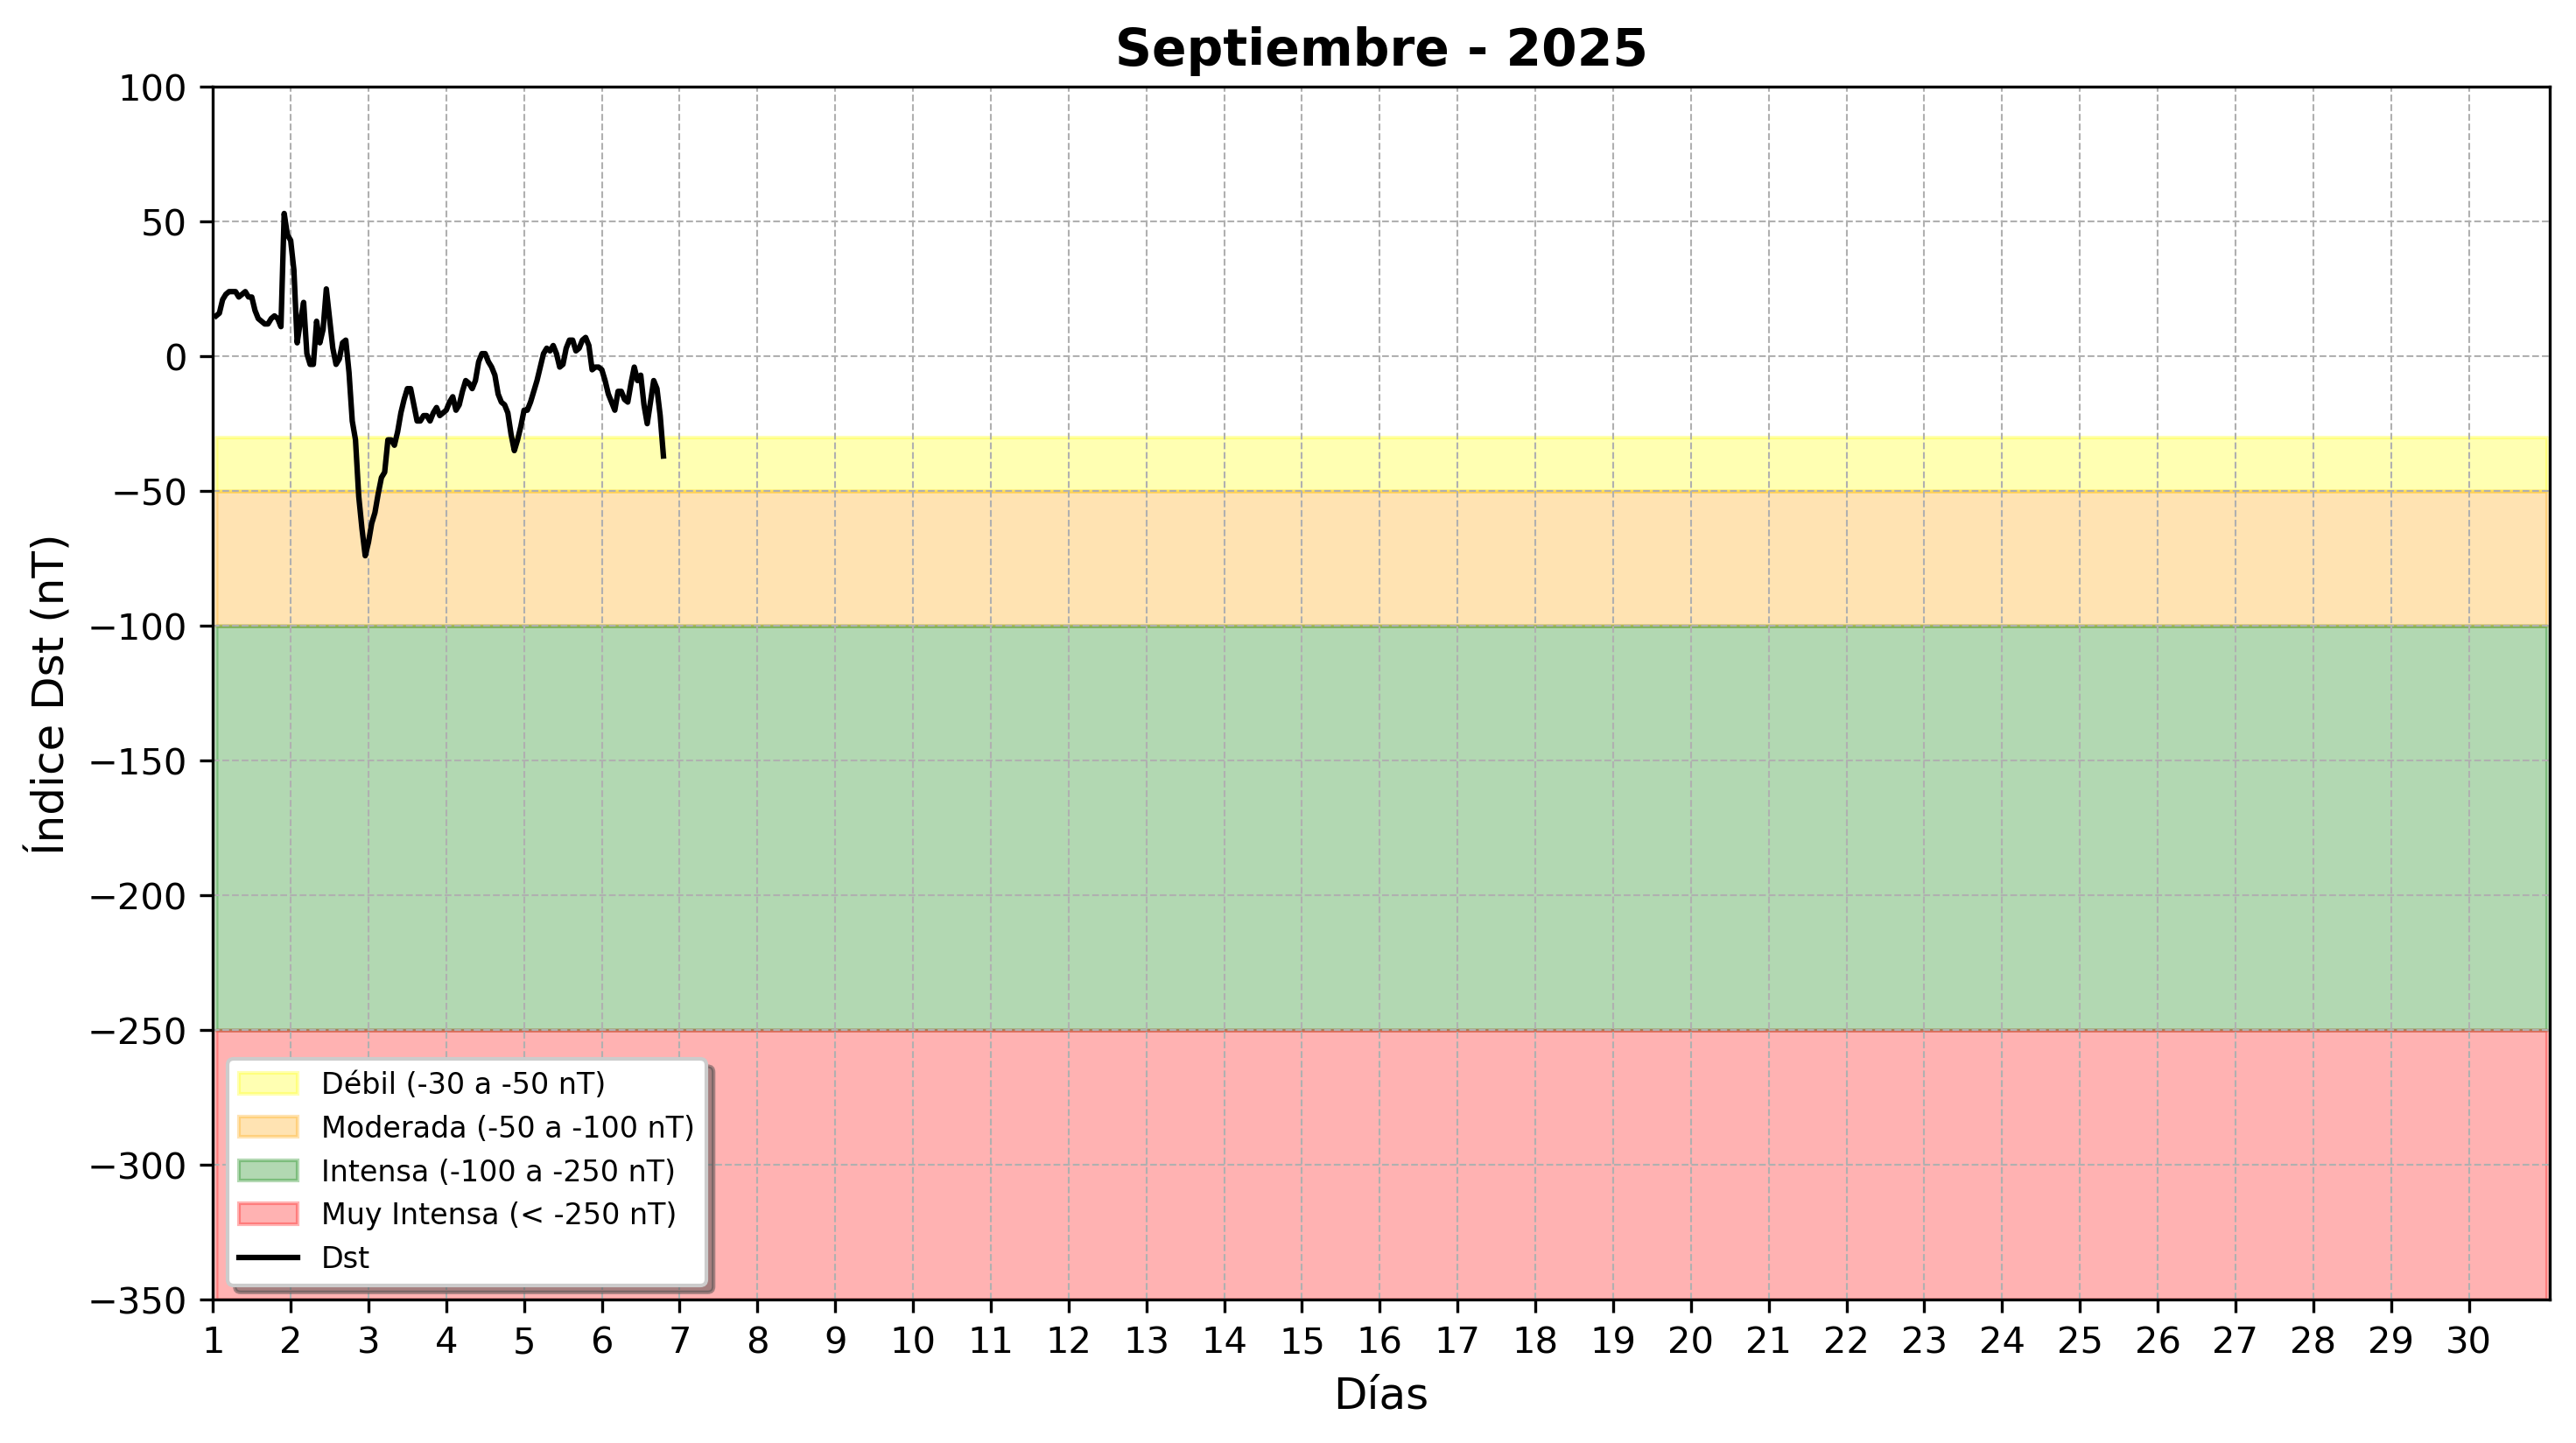 Septiembre - 2025
100
50
0
−50
−100
−150
−200
−250
−300
−350
Índice Dst (nT)
Débil (-30 a -50 nT)
Moderada (-50 a -100 nT)
Intensa (-100 a -250 nT)
Muy Intensa (< -250 nT)
Dst
1 2 3 4 5 6 7 8 9 10 11 12 13 14 15 16 17 18 19 20 21 22 23 24 25 26 27 28 29 30
Días